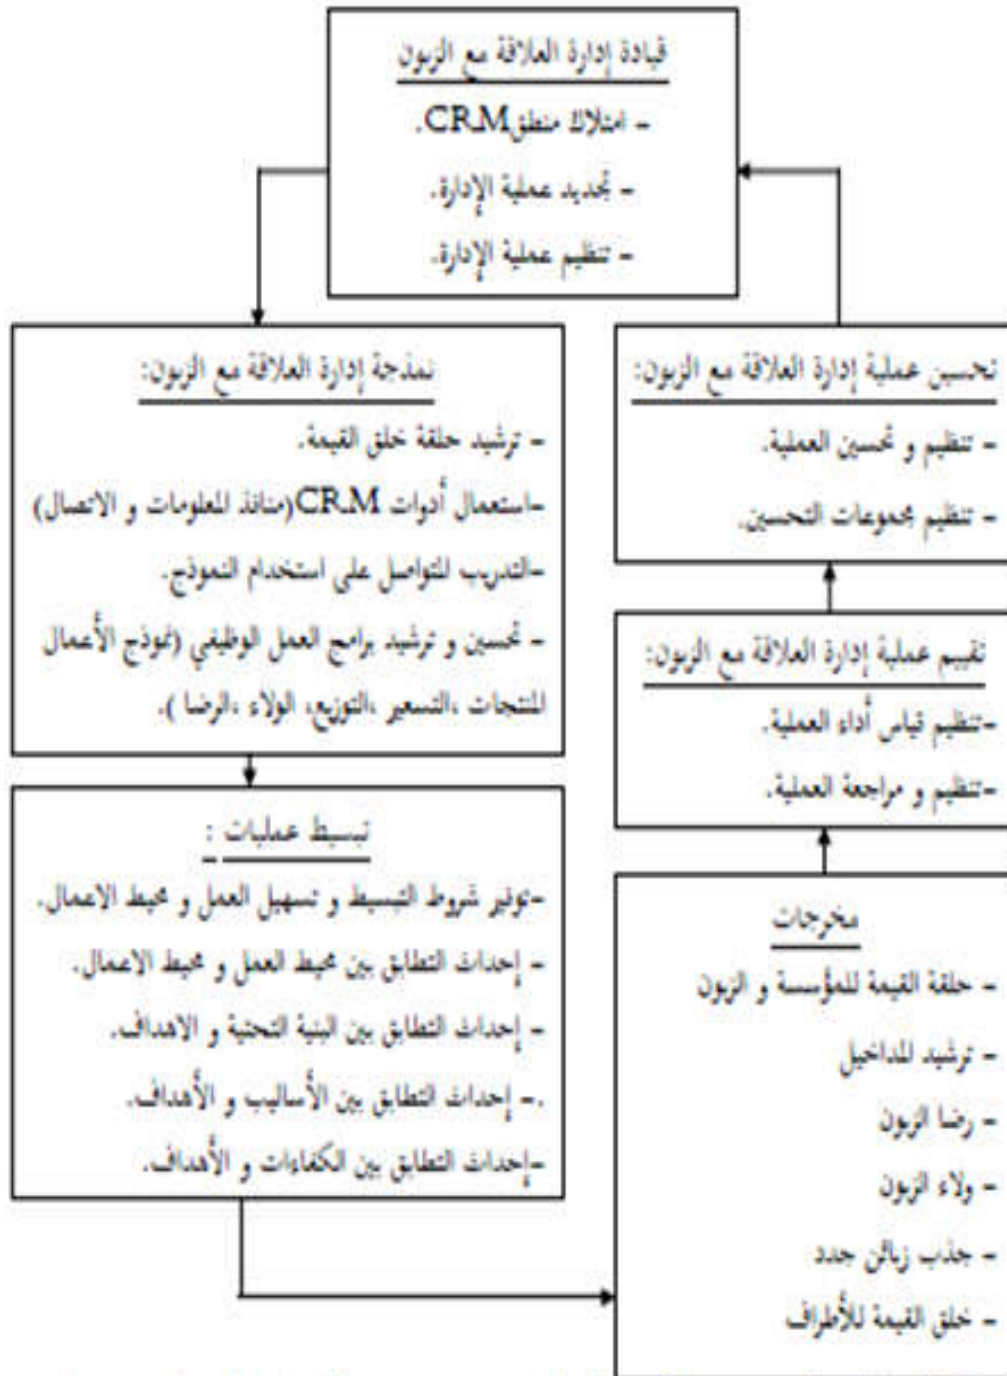 قيادة إدارة العلاقة مع الزبون
- امتلاك منطق CRM.
- تجديد عملية الإدارة.
- تنظيم عملية الإدارة.
نمذجة إدارة العلاقة مع الزبون:
- ترشيد حلقة خلق القيمة.
-استعمال أدوات CRM (منافذ المعلومات و الاتصال)
-التدريب المتواصل على استخدام النموذج.
- تحسين و ترشيد برامج العمل الوظيفي (نموذج الأعمال
المنتجات ،التسعير ،التوزيع، الولاء ،الرضا ).
تبسيط عمليات :
-توفير شروط التبسيط و تسهيل العمل و محيط الاعمال.
- إحداث التطابق بين محيط العمل و محيط الاعمال.
- إحداث التطابق بين البنية التحتية و الاهداف.
.- إحداث التطابق بين الأساليب و الأهداف.
-إحداث التطابق بين الكفاءات و الأهداف.
مخرجات
- حلقة القيمة للمؤسسة و الزبون
- ترشيد المداخيل
- رضا الزبون
- ولاء الزبون
- جذب زبائن جدد
- خلق القيمة للأطراف
تقييم عملية إدارة العلاقة مع الزبون:
-تنظيم قياس أداء العملية.
-تنظيم و مراجعة العملية.
تحسين عملية إدارة العلاقة مع الزبون:
- تنظيم و تحسين العملية.
- تنظيم مجموعات التحسين.